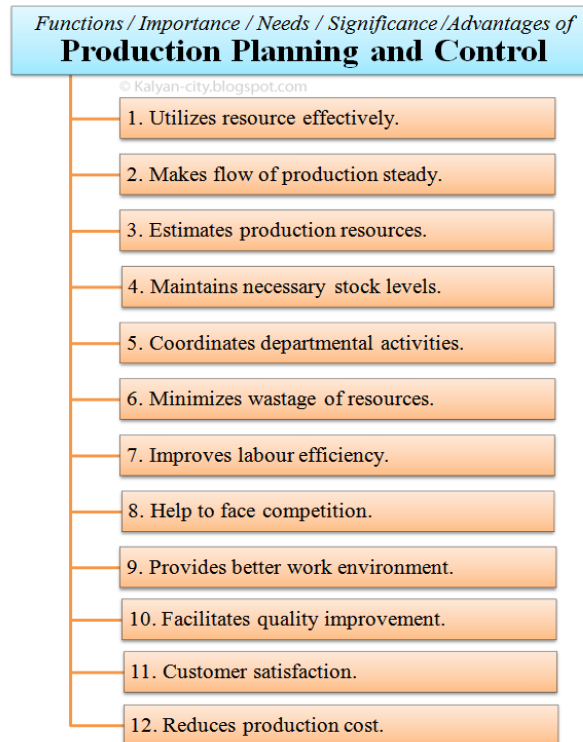 Functions / Importance / Needs / Significance /Advantages of
Production Planning and Control
© Kalyan-city.blogspot.com
1. Utilizes resource effectively.
2. Makes flow of production steady.
3. Estimates production resources.
4. Maintains necessary stock levels.
5. Coordinates departmental activities.
6. Minimizes wastage of resources.
7. Improves labour efficiency.
8. Help to face competition.
9. Provides better work environment.
10. Facilitates quality improvement.
11. Customer satisfaction.
12. Reduces production cost.